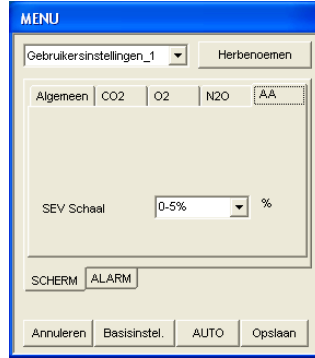 MENU
Gebruikersinstellingen_1 Herbenoemen
Algemeen CO2 O2 N2O AA
SEV Schaal 0-5% %
SCHERM ALARM
Annuleren Basisinstel. AUTO Opslaan